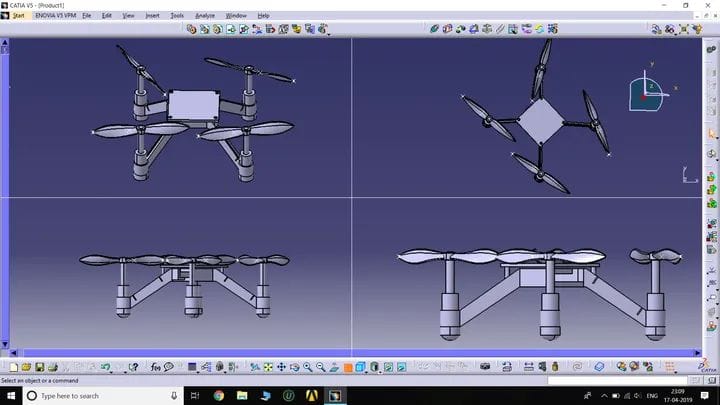 CATIA V5 - [Product1]
Start ENOVIA V5 VPM File Edit View Insert Tools Analyze Window Help
y
x
z
f(x)
CATIA
Select an object or a command
Type here to search
ENG
23:09
17-04-2019